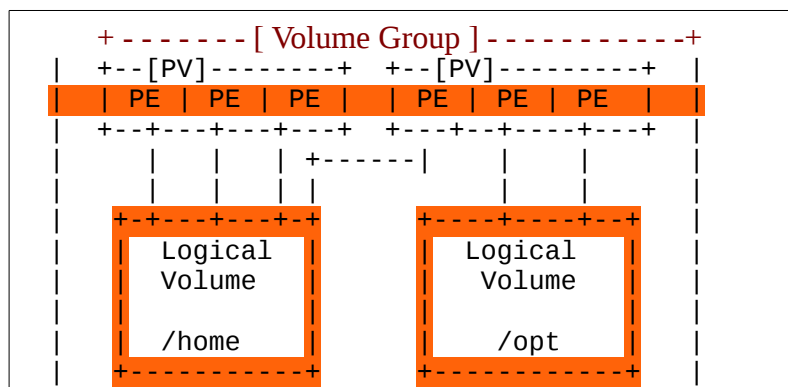 + - - - - - - - [ Volume Group ] - - - - - - - - - - -+
|   +--[PV]--------+  +--[PV]---------+  |
|   | PE | PE | PE |  | PE | PE | PE   |  |
|   +--+---+---+---+  +---+--+----+---+  |
|      |   |   | +------|    |    |      |
|      |   |   | |           |    |      |
|    +-+---+---+-+      +----+----+--+   |
|    |  Logical  |      |  Logical   |   |
|    |  Volume   |      |   Volume   |   |
|    |           |      |            |   |
|    |  /home    |      |    /opt    |   |
|    +-----------+      +------------+   |